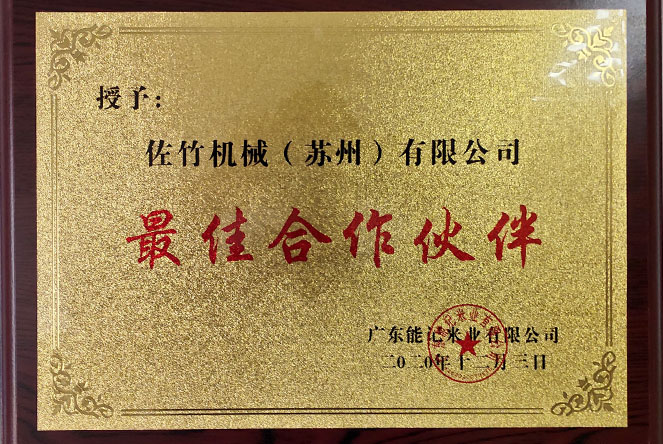 授予：
佐竹机械（苏州）有限公司
最佳合作伙伴
广东能记米业有限公司
二〇二〇年十二月三日